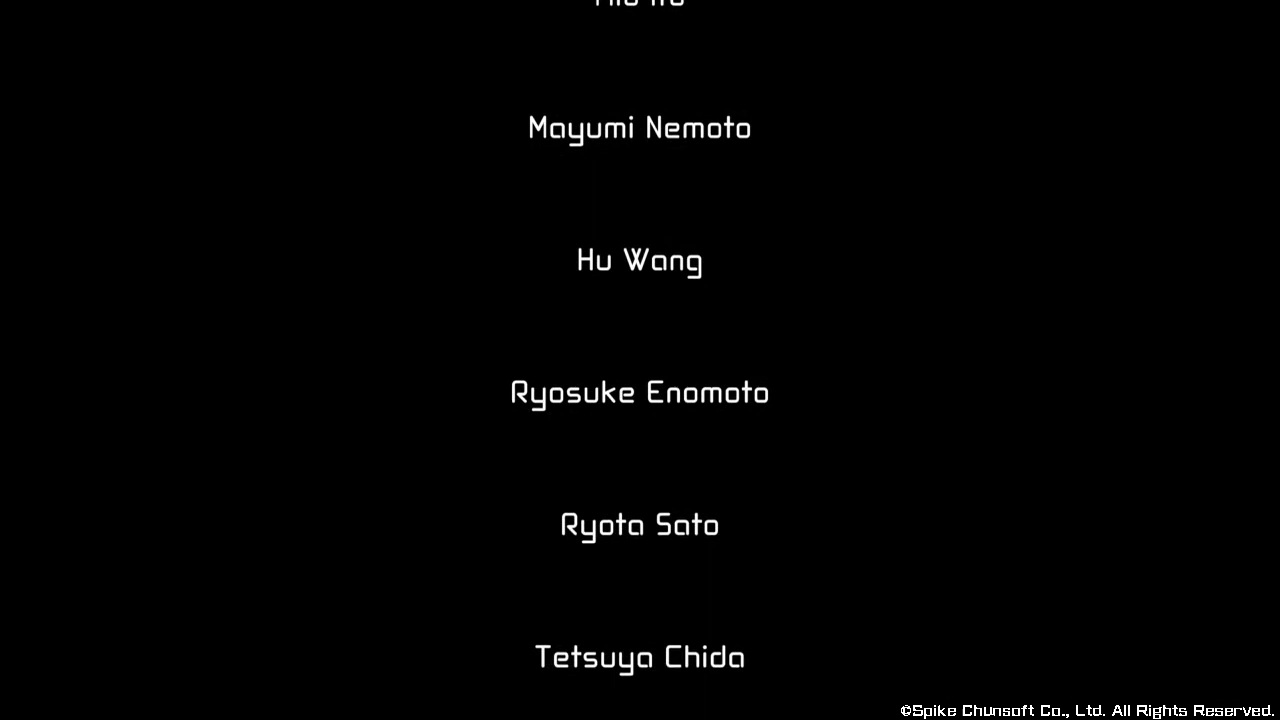 Mayumi Nemoto
Hu Wang
Ryosuke Enomoto
Ryota Sato
Tetsuya Chida
©Spike Chunsoft Co., Ltd. All Rights Reserved.